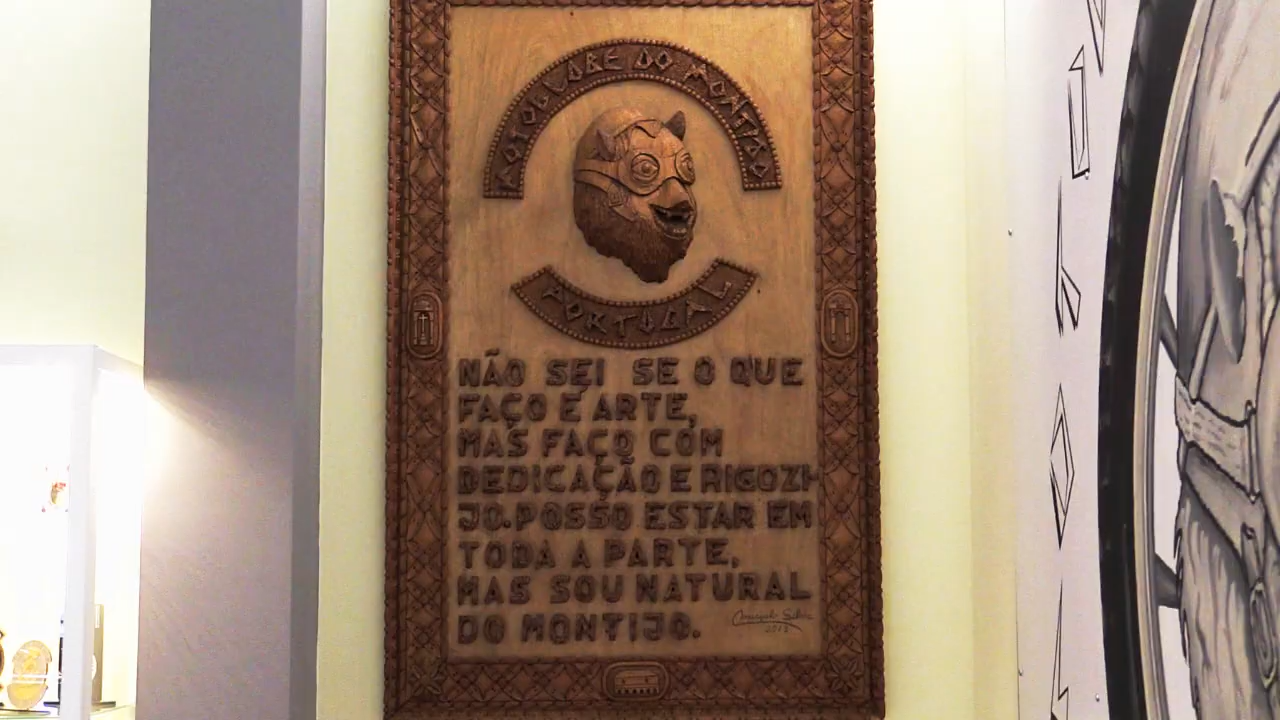 PORTUGAL
NÃO SEI SE O QUE
FAÇO E ARTE,
MAS FAÇO COM
DEDICAÇÃO E RIGOZI-
JO. POSSO ESTAR EM
TODA A PARTE,
MAS SOU NATURAL
DO MONTIJO.